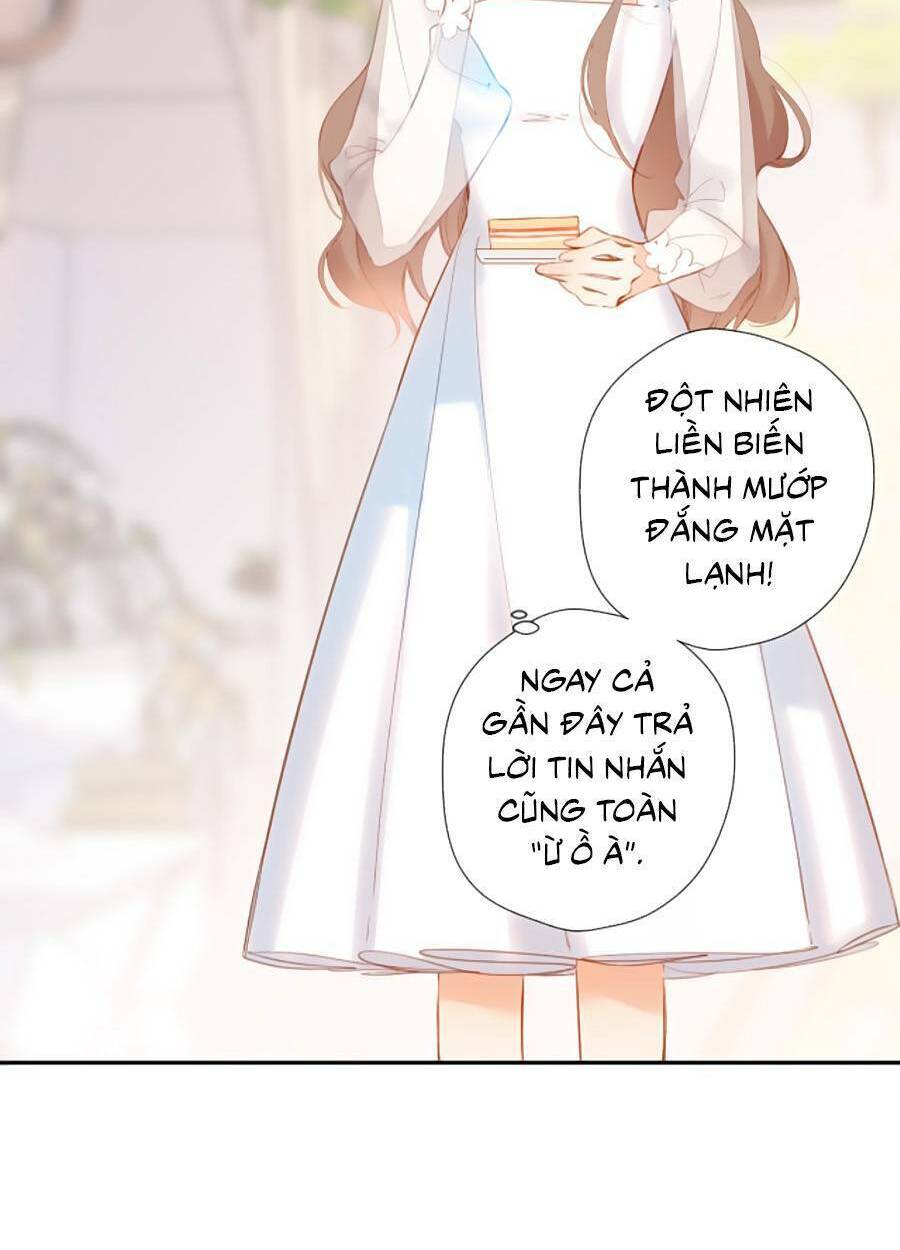 ĐỘT NHIÊN
LIỀN BIẾN
THÀNH MƯỚP
ĐẮNG MẶT
LẠNH!
NGAY CẢ
GẦN ĐÂY TRẢ
LỜI TIN NHẮN
CŨNG TOÀN
"Ừ Ồ À".